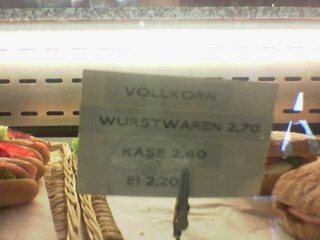 VOLLKORN
WURSTWAREN 2,70
KÄSE 2.40
EI 2.20